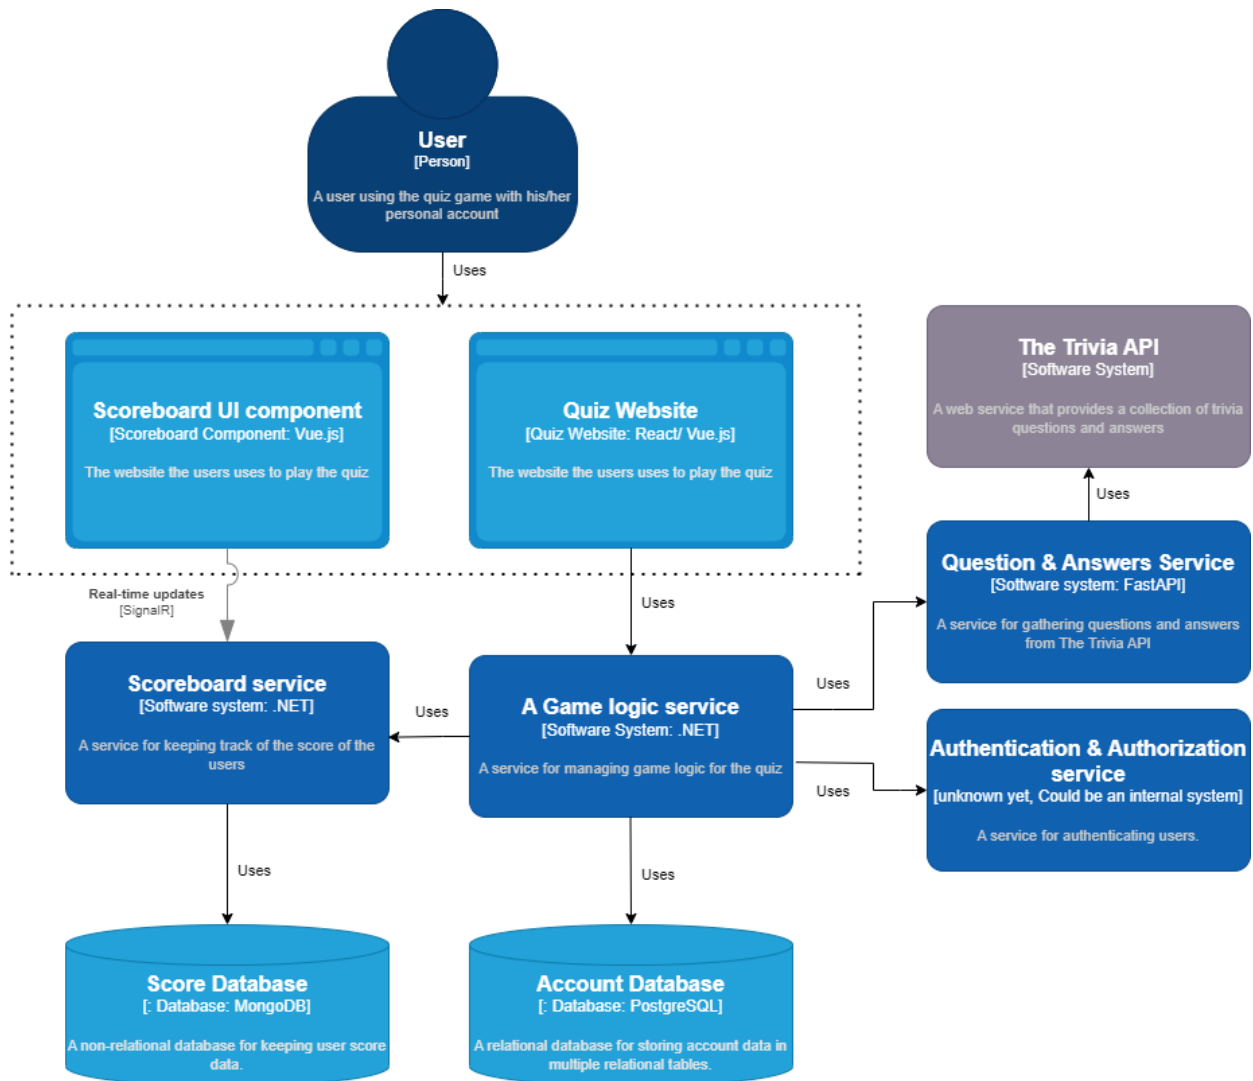 User
[Person]
A user using the quiz game with his/her
personal account
Uses
Scoreboard UI component
[Scoreboard Component: Vue.js]
The website the users uses to play the quiz
Quiz Website
[Quiz Website: React/ Vue.js]
The website the users uses to play the quiz
The Trivia API
[Software System]
A web service that provides a collection of trivia
questions and answers
Uses
Real-time updates
[SignalR]
Uses
Question & Answers Service
[Sottware system: FastAPI]
A service for gathering questions and answers
from The Trivia API
Scoreboard service
[Software system: .NET]
A service for keeping track of the score of the
users
Uses
A Game logic service
[Software System: .NET]
A service for managing game logic for the quiz
Uses
Uses
Authentication & Authorization
service
[unknown yet, Could be an internal system]
A service for authenticating users.
Uses
Uses
Score Database
[: Database: MongoDB]
A non-relational database for keeping user score
data.
Account Database
[: Database: PostgreSQL]
A relational database for storing account data in
multiple relational tables.